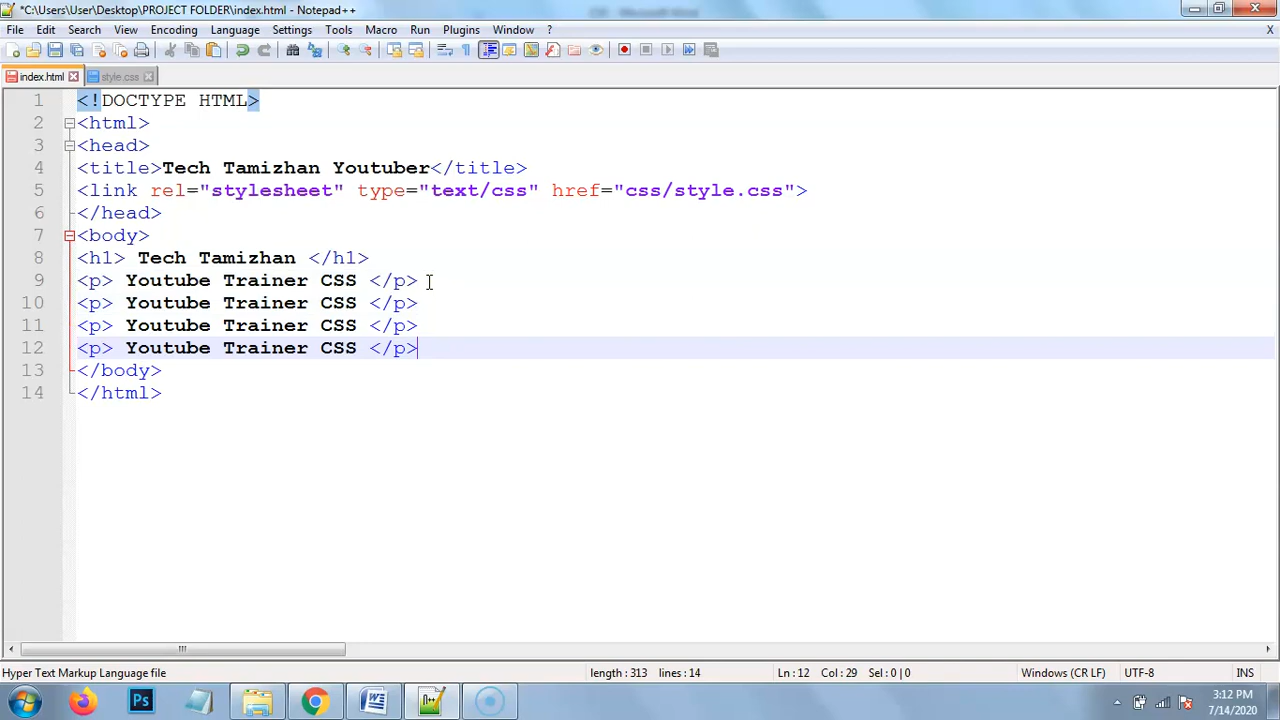 *C:\Users\User\Desktop\PROJECT FOLDER\index.html - Notepad++
File Edit Search View Encoding Language Settings Tools Macro Run Plugins Window ? X
index.html style.css
1 <!DOCTYPE HTML>
2 <html>
3 <head>
4 <title>Tech Tamizhan Youtuber</title>
5 <link rel="stylesheet" type="text/css" href="css/style.css">
6 </head>
7 <body>
8 <h1> Tech Tamizhan </h1>
9 <p> Youtube Trainer CSS </p>
10 <p> Youtube Trainer CSS </p>
11 <p> Youtube Trainer CSS </p>
12 <p> Youtube Trainer CSS </p>
13 </body>
14 </html>
Hyper Text Markup Language file length : 313 lines : 14 Ln : 12 Col : 29 Sel : 0 | 0 Windows (CR LF) UTF-8 INS
Ps
3:12 PM
7/14/2020